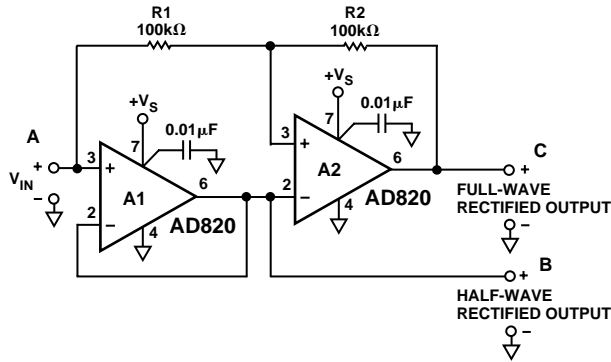 R1
100kΩ
R2
100kΩ
+VS
0.01µF
7
+VS
0.01µF
7
A
+
VIN
–
3
+
A1
2
–
6
4
AD820
3
+
A2
2
–
6
4
AD820
C
+
FULL-WAVE
RECTIFIED OUTPUT
–
B
+
HALF-WAVE
RECTIFIED OUTPUT
–